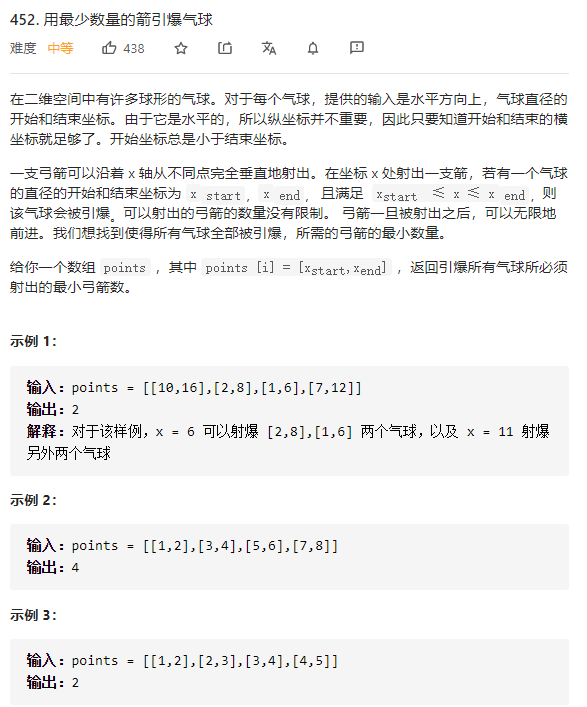 452. 用最少数量的箭引爆气球
难度 中等 438
在二维空间中有许多球形的气球。对于每个气球，提供的输入是水平方向上，气球直径的
开始和结束坐标。由于它是水平的，所以纵坐标并不重要，因此只要知道开始和结束的横
坐标就足够了。开始坐标总是小于结束坐标。
一支弓箭可以沿着 x 轴从不同点完全垂直地射出。在坐标 x 处射出一支箭，若有一个气球
的直径的开始和结束坐标为 x start，x end， 且满足 xstart ≤ x ≤ x end，则
该气球会被引爆。可以射出的弓箭的数量没有限制。 弓箭一旦被射出之后，可以无限地
前进。我们想找到使得所有气球全部被引爆，所需的弓箭的最小数量。
给你一个数组 points ，其中 points [i] = [xstart,xend] ，返回引爆所有气球所必须
射出的最小弓箭数。
示例 1：
输入：points = [[10,16],[2,8],[1,6],[7,12]]
输出：2
解释：对于该样例，x = 6 可以射爆 [2,8],[1,6] 两个气球，以及 x = 11 射爆
另外两个气球
示例 2：
输入：points = [[1,2],[3,4],[5,6],[7,8]]
输出：4
示例 3：
输入：points = [[1,2],[2,3],[3,4],[4,5]]
输出：2